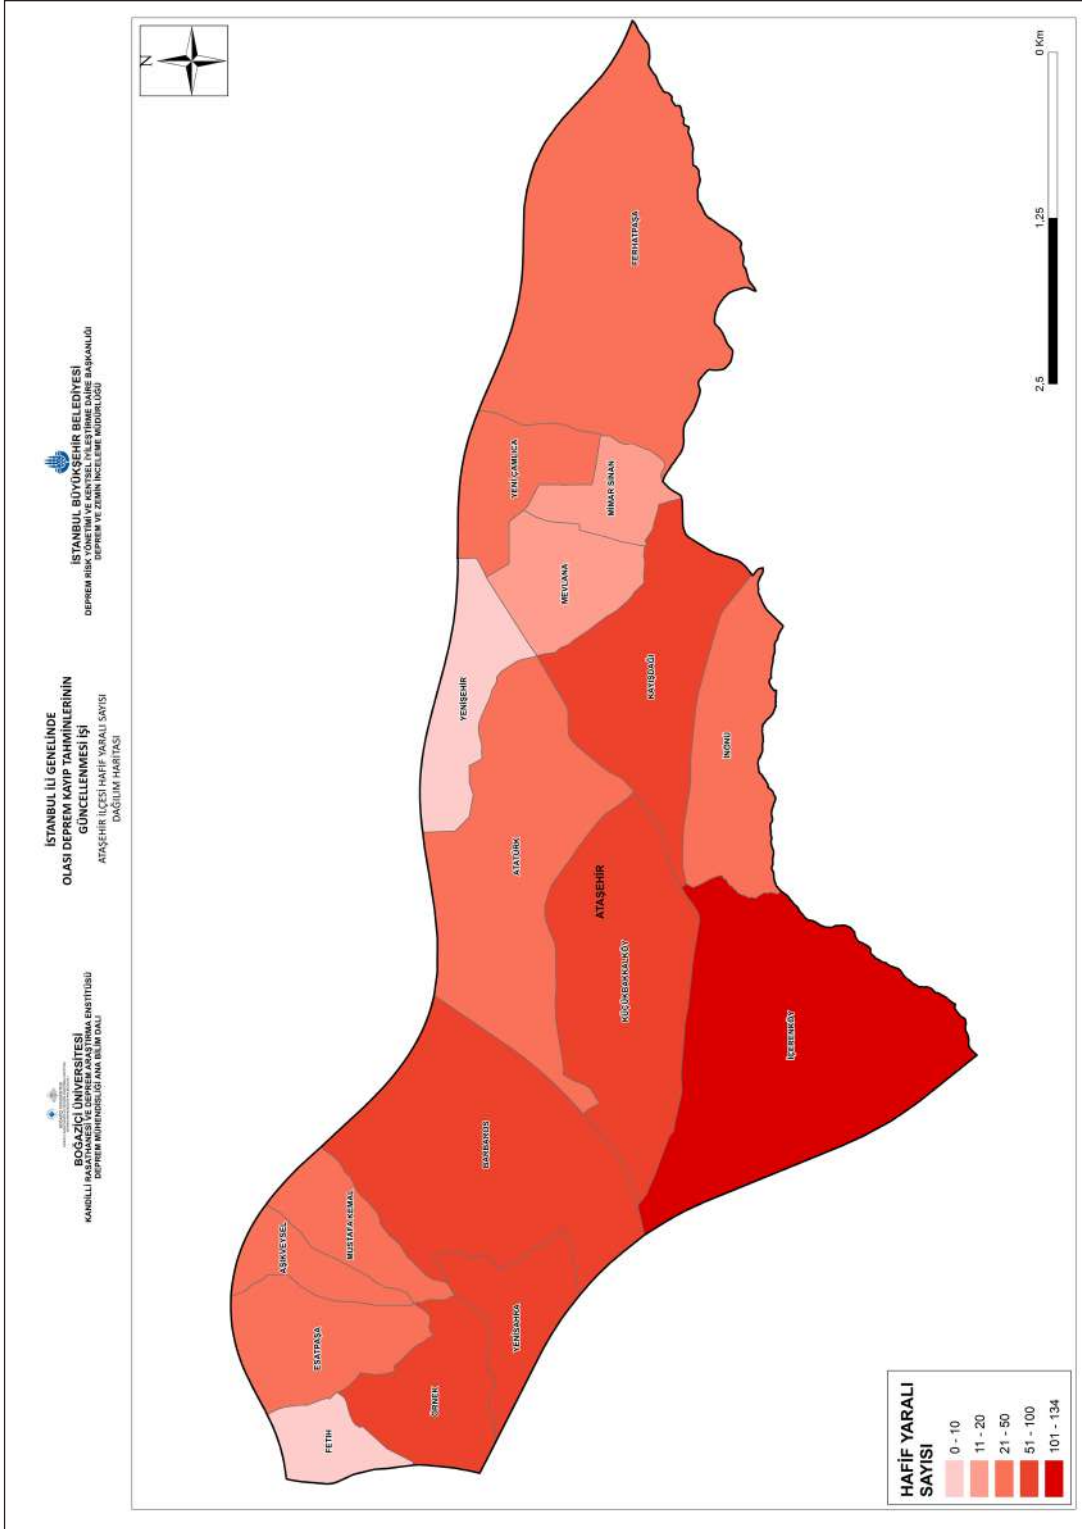 BOĞAZİÇİ ÜNİVERSİTESİ
KANDİLLİ RASATHANESİ VE DEPREM ARAŞTIRMA ENSTİTÜSÜ
DEPREM MÜHENDİSLİĞİ ANA BİLİM DALI
İSTANBUL İLİ GENELİNDE
OLASI DEPREM KAYIP TAHMİNLERİNİN
GÜNCELLENMESİ İŞİ
ATAŞEHİR İLÇESİ HAFİF YARALI SAYISI
DAĞILIM HARİTASI
İSTANBUL BÜYÜKŞEHİR BELEDİYESİ
DEPREM RİSK YÖNETİMİ VE KENTSEL İYİLEŞTİRME DAİRE BAŞKANLIĞI
DEPREM VE ZEMİN İNCELEME MÜDÜRLÜĞÜ
N
FETİH
ESATPAŞA
AŞIKVEYSEL
MUSTAFA KEMAL
ÖRNEK
YENİSAHRA
BARBAROS
ATATÜRK
YENİŞEHİR
ATAŞEHİR
KÜÇÜKBAKKALKÖY
İÇERENKÖY
KAYIŞDAĞI
İNÖNÜ
MEVLANA
YENİ ÇAMLICA
MİMAR SİNAN
FERHATPAŞA
HAFİF YARALI
SAYISI
0 - 10
11 - 20
21 - 50
51 - 100
101 - 134
2,5 1,25 0 Km